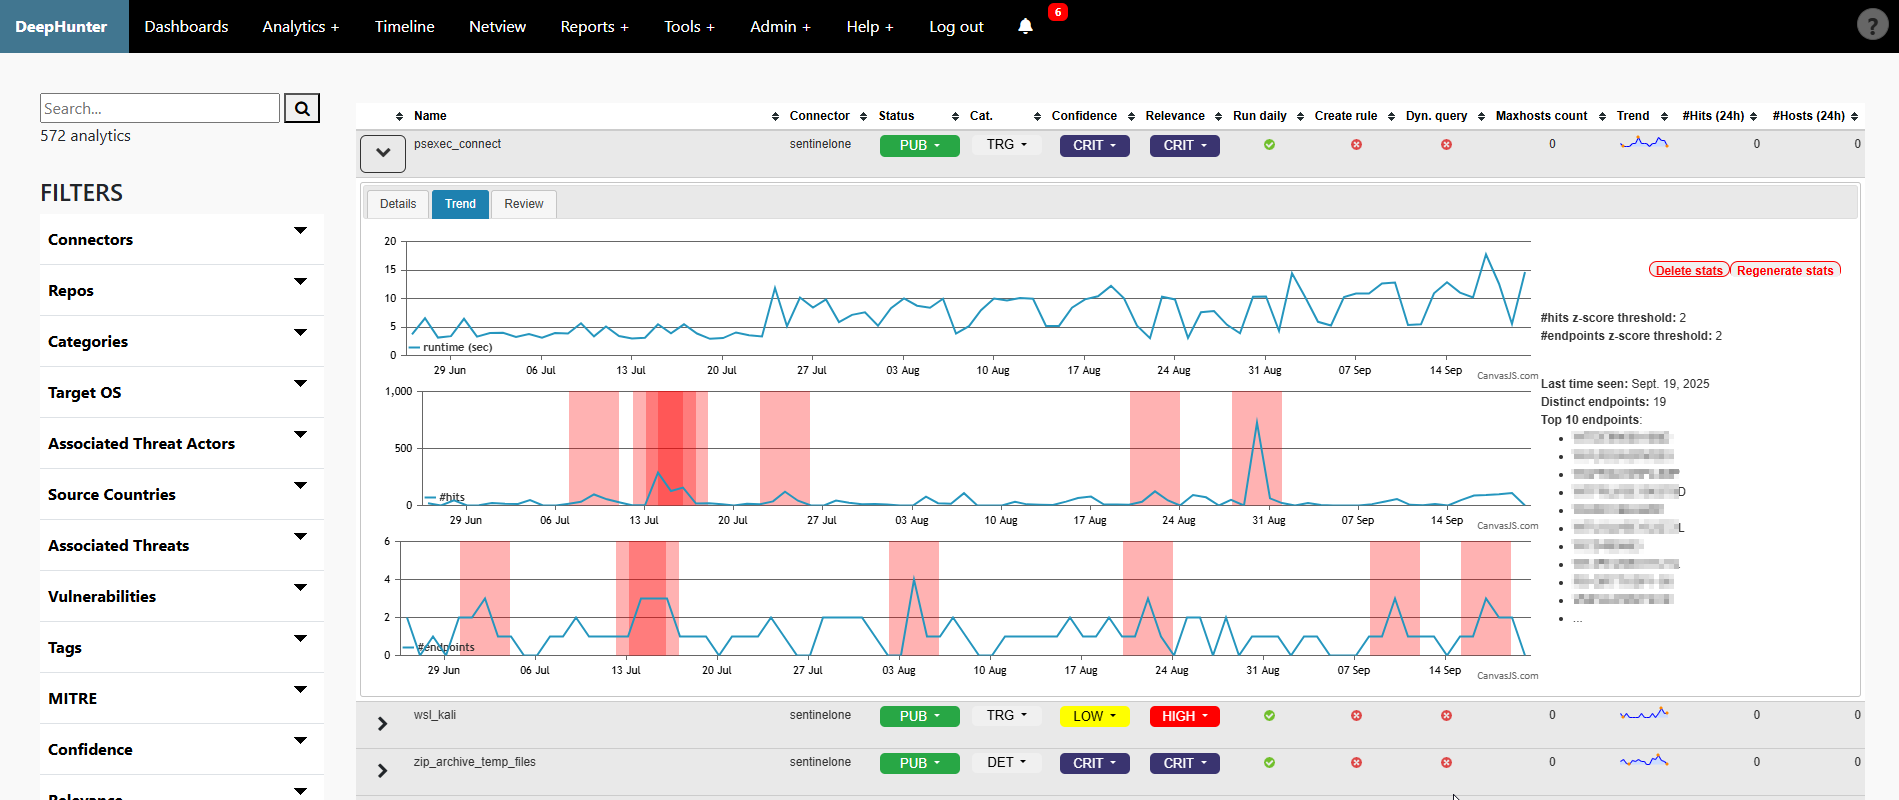 DeepHunter Dashboards Analytics + Timeline Netview Reports + Tools + Admin + Help + Log out 6 ?
Search...
572 analytics
FILTERS
Connectors
Repos
Categories
Target OS
Associated Threat Actors
Source Countries
Associated Threats
Vulnerabilities
Tags
MITRE
Confidence
Relevance
Name Connector Status Cat. Confidence Relevance Run daily Create rule Dyn. query Maxhosts count Trend #Hits (24h) #Hosts (24h)
psexec_connect sentinelone PUB TRG CRIT CRIT 0 0 0
Details Trend Review
20
15
10
5
0
runtime (sec)
29 Jun 06 Jul 13 Jul 20 Jul 27 Jul 03 Aug 10 Aug 17 Aug 24 Aug 31 Aug 07 Sep 14 Sep
CanvasJS.com
1,000
500
0
#hits
29 Jun 06 Jul 13 Jul 20 Jul 27 Jul 03 Aug 10 Aug 17 Aug 24 Aug 31 Aug 07 Sep 14 Sep
CanvasJS.com
6
4
2
0
#endpoints
29 Jun 06 Jul 13 Jul 20 Jul 27 Jul 03 Aug 10 Aug 17 Aug 24 Aug 31 Aug 07 Sep 14 Sep
CanvasJS.com
Delete stats Regenerate stats
#hits z-score threshold: 2
#endpoints z-score threshold: 2
Last time seen: Sept. 19, 2025
Distinct endpoints: 19
Top 10 endpoints:
D
L
...
wsl_kali sentinelone PUB TRG LOW HIGH 0 0 0
zip_archive_temp_files sentinelone PUB DET CRIT CRIT 0 0 0